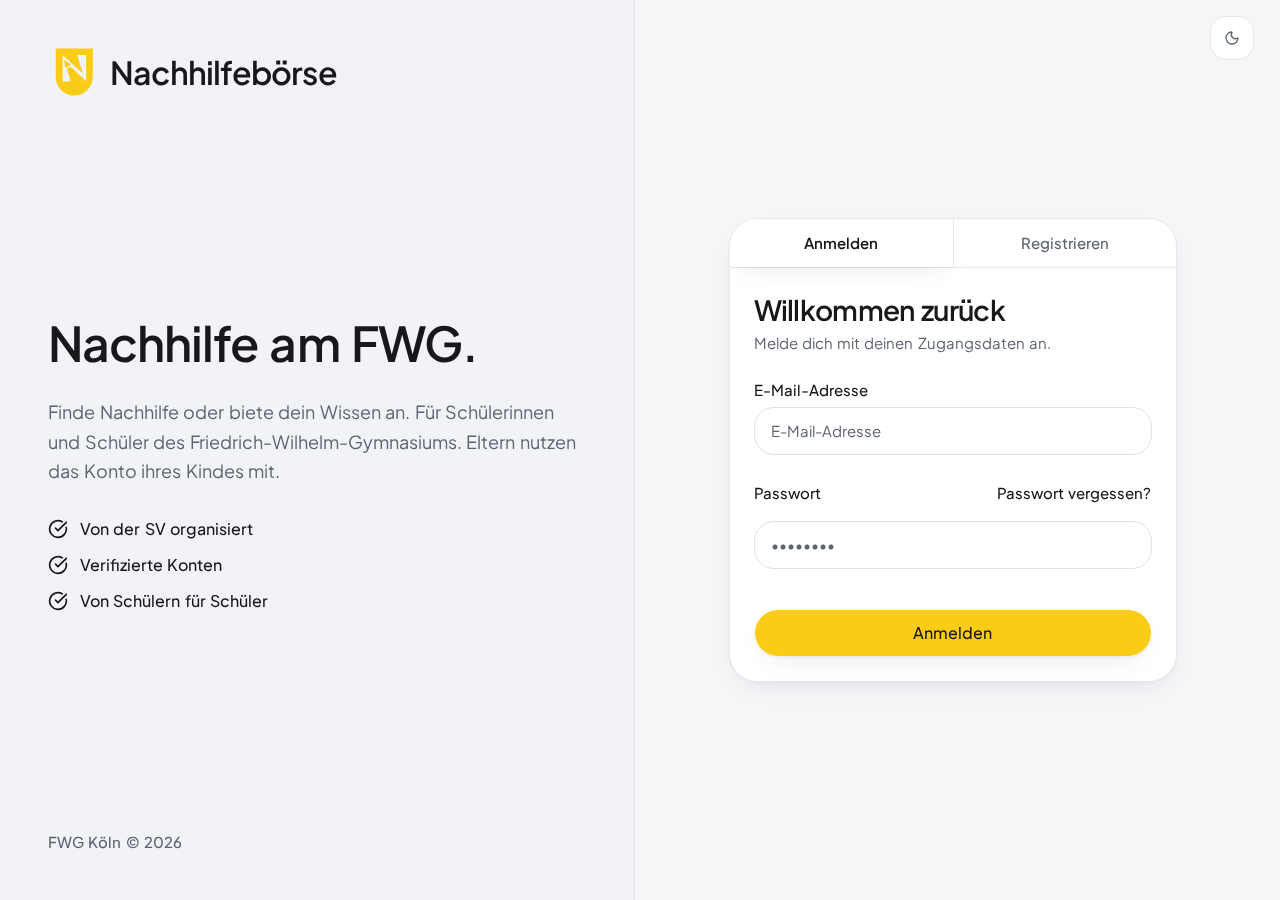 Nachhilfebörse
Nachhilfe am FWG.
Finde Nachhilfe oder biete dein Wissen an. Für Schülerinnen
und Schüler des Friedrich-Wilhelm-Gymnasiums. Eltern nutzen
das Konto ihres Kindes mit.
Von der SV organisiert
Verifizierte Konten
Von Schülern für Schüler
FWG Köln © 2026
Anmelden
Registrieren
Willkommen zurück
Melde dich mit deinen Zugangsdaten an.
E-Mail-Adresse
E-Mail-Adresse
Passwort
Passwort vergessen?
••••••••
Anmelden